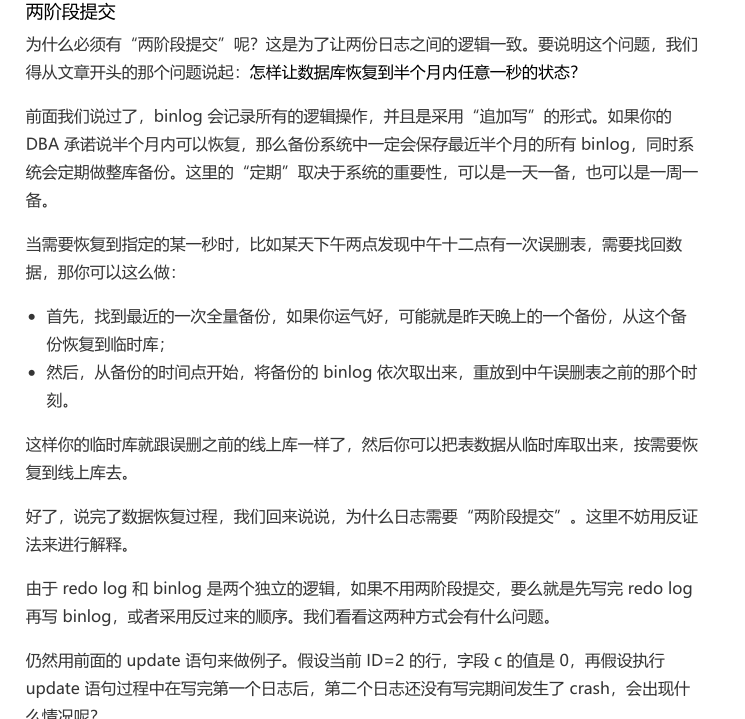 两阶段提交
为什么必须有“两阶段提交”呢？这是为了让两份日志之间的逻辑一致。要说明这个问题，我们
得从文章开头的那个问题说起：怎样让数据库恢复到半个月内任意一秒的状态？
前面我们说过了，binlog 会记录所有的逻辑操作，并且是采用“追加写”的形式。如果你的
DBA 承诺说半个月内可以恢复，那么备份系统中一定会保存最近半个月的所有 binlog，同时系
统会定期做整库备份。这里的“定期”取决于系统的重要性，可以是一天一备，也可以是一周一
备。
当需要恢复到指定的某一秒时，比如某天下午两点发现中午十二点有一次误删表，需要找回数
据，那你可以这么做：
• 首先，找到最近的一次全量备份，如果你运气好，可能就是昨天晚上的一个备份，从这个备
份恢复到临时库；
• 然后，从备份的时间点开始，将备份的 binlog 依次取出来，重放到中午误删表之前的那个时
刻。
这样你的临时库就跟误删之前的线上库一样了，然后你可以把表数据从临时库取出来，按需要恢
复到线上库去。
好了，说完了数据恢复过程，我们回来说说，为什么日志需要“两阶段提交”。这里不妨用反证
法来进行解释。
由于 redo log 和 binlog 是两个独立的逻辑，如果不用两阶段提交，要么就是先写完 redo log
再写 binlog，或者采用反过来的顺序。我们看看这两种方式会有什么问题。
仍然用前面的 update 语句来做例子。假设当前 ID=2 的行，字段 c 的值是 0，再假设执行
update 语句过程中在写完第一个日志后，第二个日志还没有写完期间发生了 crash，会出现什
么情况呢？